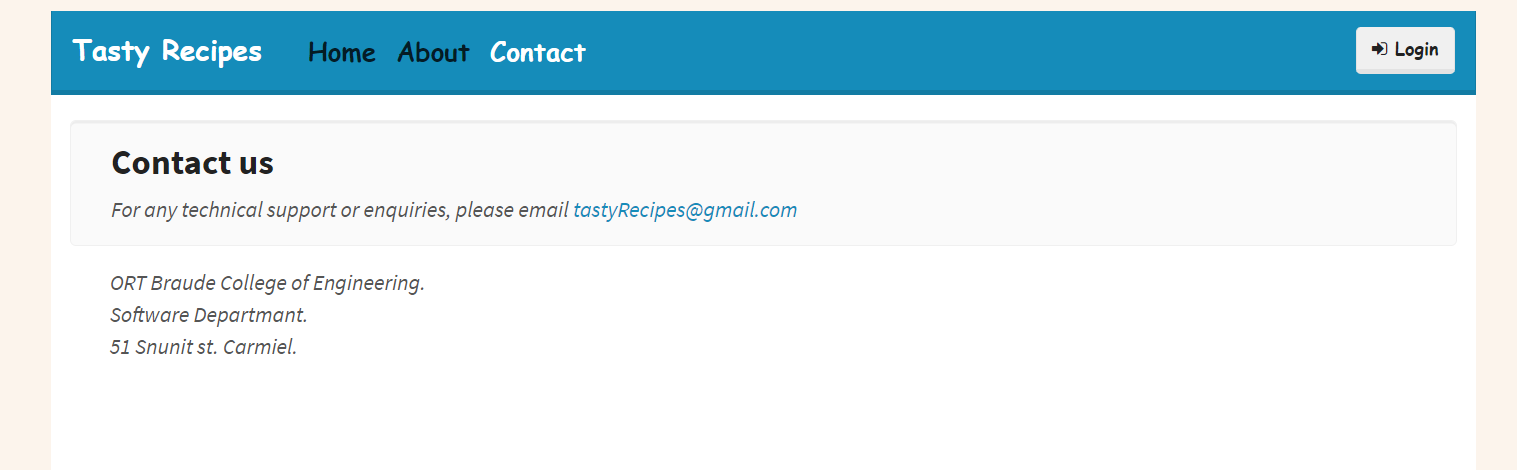 Tasty Recipes Home About Contact Login
Contact us
For any technical support or enquiries, please email tastyRecipes@gmail.com
ORT Braude College of Engineering.
Software Departmant.
51 Snunit st. Carmiel.